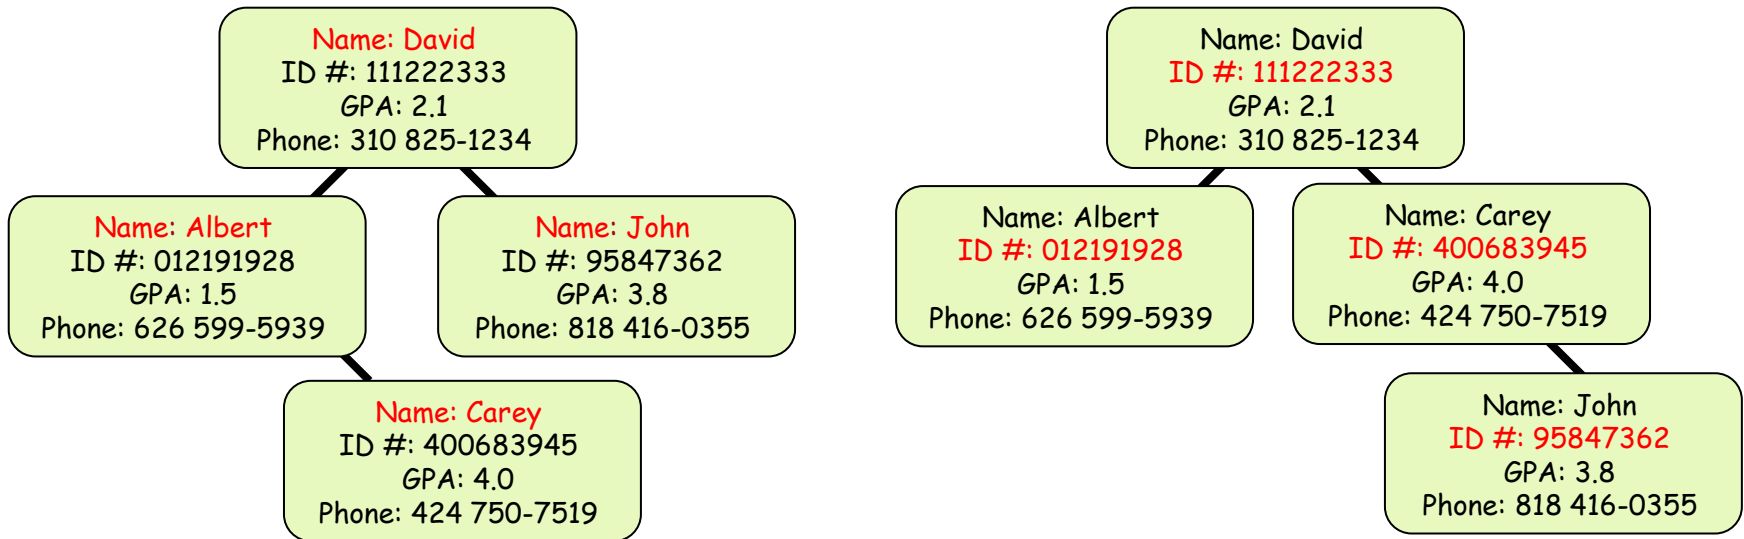 Name: David
ID #: 111222333
GPA: 2.1
Phone: 310 825-1234
Name: Albert
ID #: 012191928
GPA: 1.5
Phone: 626 599-5939
Name: John
ID #: 95847362
GPA: 3.8
Phone: 818 416-0355
Name: Carey
ID #: 400683945
GPA: 4.0
Phone: 424 750-7519
Name: David
ID #: 111222333
GPA: 2.1
Phone: 310 825-1234
Name: Albert
ID #: 012191928
GPA: 1.5
Phone: 626 599-5939
Name: Carey
ID #: 400683945
GPA: 4.0
Phone: 424 750-7519
Name: John
ID #: 95847362
GPA: 3.8
Phone: 818 416-0355